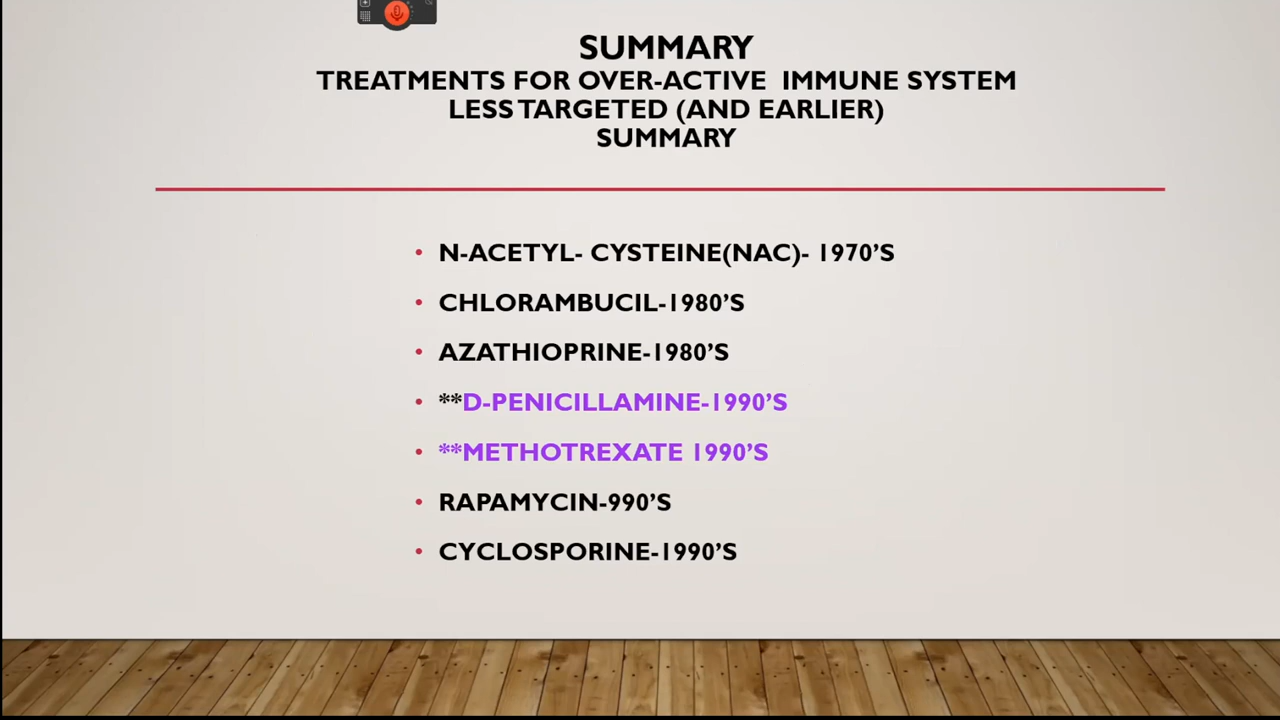 SUMMARY
TREATMENTS FOR OVER-ACTIVE IMMUNE SYSTEM
LESS TARGETED (AND EARLIER)
SUMMARY
• N-ACETYL- CYSTEINE(NAC)- 1970'S
• CHLORAMBUCIL-1980'S
• AZATHIOPRINE-1980'S
• **D-PENICILLAMINE-1990'S
• **METHOTREXATE 1990'S
• RAPAMYCIN-990'S
• CYCLOSPORINE-1990'S